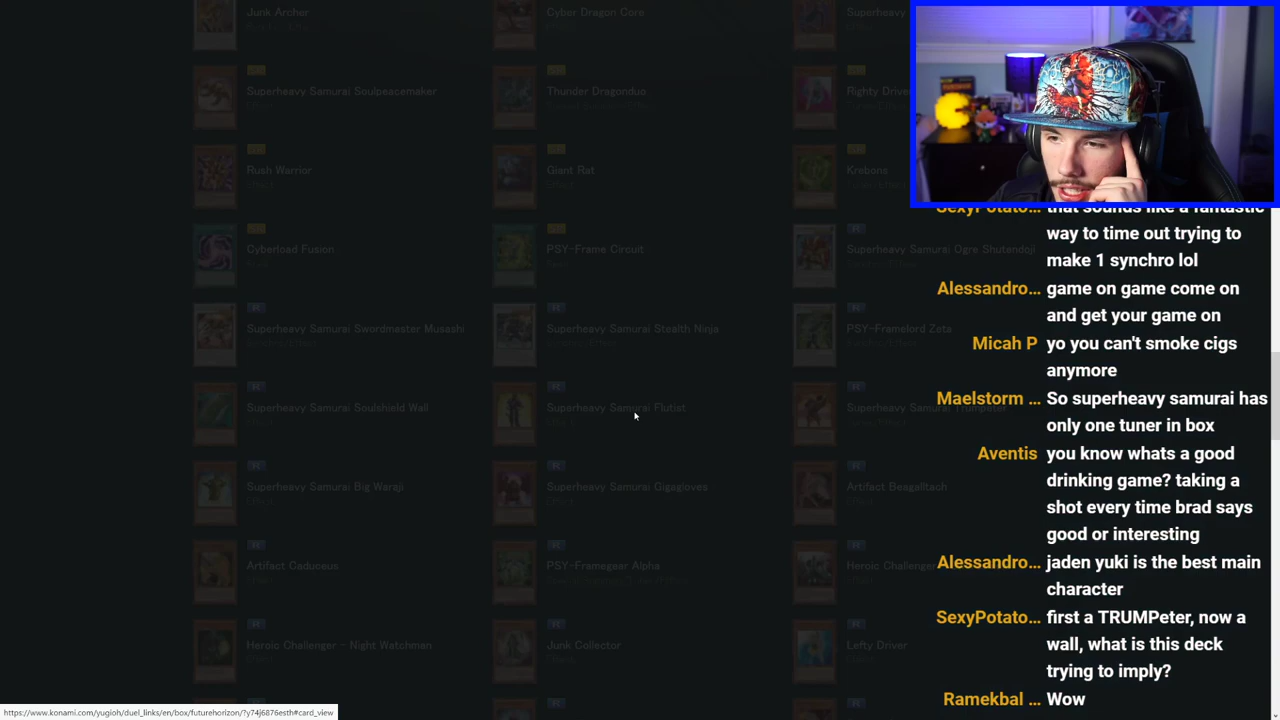 Junk Archer
Cyber Dragon Core
Superheavy
Superheavy Samurai Soulpeacemaker
Thunder Dragonduo
Righty Driver
Rush Warrior
Giant Rat
Krebons
Cyberload Fusion
PSY-Frame Circuit
Superheavy Samurai Ogre Shutendoji
Superheavy Samurai Swordmaster Musashi
Superheavy Samurai Stealth Ninja
PSY-Framelord Zeta
Superheavy Samurai Soulshield Wall
Superheavy Samurai Flutist
Superheavy Samurai Trumpeter
Superheavy Samurai Big Waraji
Superheavy Samurai Gigagloves
Artifact Beagalltach
Artifact Caduceus
PSY-Framegear Alpha
Heroic Challenger
Heroic Challenger - Night Watchman
Junk Collector
Lefty Driver
SexyPotato… that sounds like a fantastic
way to time out trying to
make 1 synchro lol
Alessandro… game on game come on
and get your game on
Micah P yo you can't smoke cigs
anymore
Maelstorm … So superheavy samurai has
only one tuner in box
Aventis you know whats a good
drinking game? taking a
shot every time brad says
good or interesting
Alessandro… jaden yuki is the best main
character
SexyPotato… first a TRUMPeter, now a
wall, what is this deck
trying to imply?
Ramekbal … Wow
https://www.konami.com/yugioh/duel_links/en/box/futurehorizon/?y74j6876esth#card_view